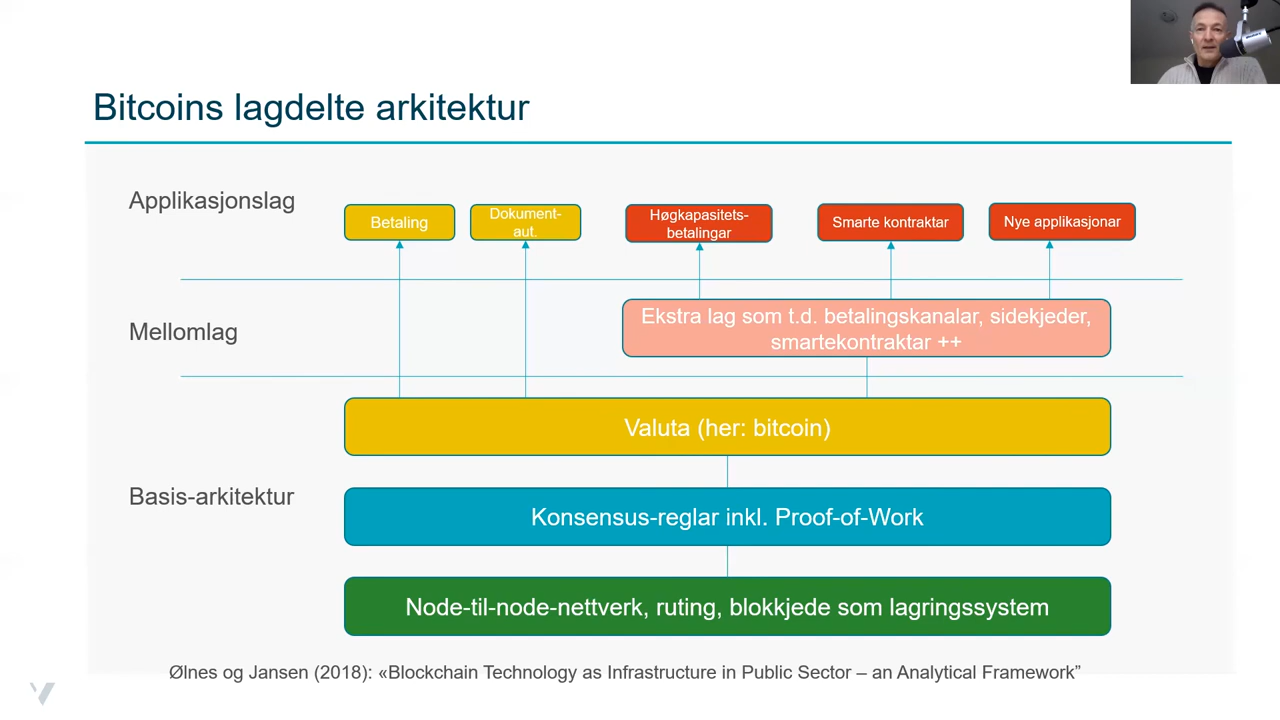 Bitcoins lagdelte arkitektur
Applikasjonslag
Betaling
Dokument-
aut.
Høgkapasitets-
betalingar
Smarte kontraktar
Nye applikasjonar
Mellomlag
Ekstra lag som t.d. betalingskanalar, sidekjeder,
smartekontraktar ++
Valuta (her: bitcoin)
Basis-arkitektur
Konsensus-reglar inkl. Proof-of-Work
Node-til-node-nettverk, ruting, blokkjede som lagringssystem
Ølnes og Jansen (2018): «Blockchain Technology as Infrastructure in Public Sector – an Analytical Framework”